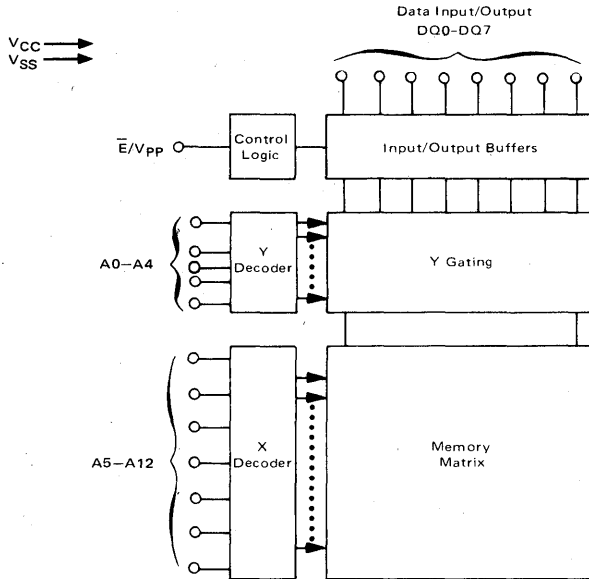 Data Input/Output
DQ0-DQ7
VCC
VSS
E̅/VPP
Control
Logic
Input/Output Buffers
A0-A4
Y
Decoder
Y Gating
A5-A12
X
Decoder
Memory
Matrix